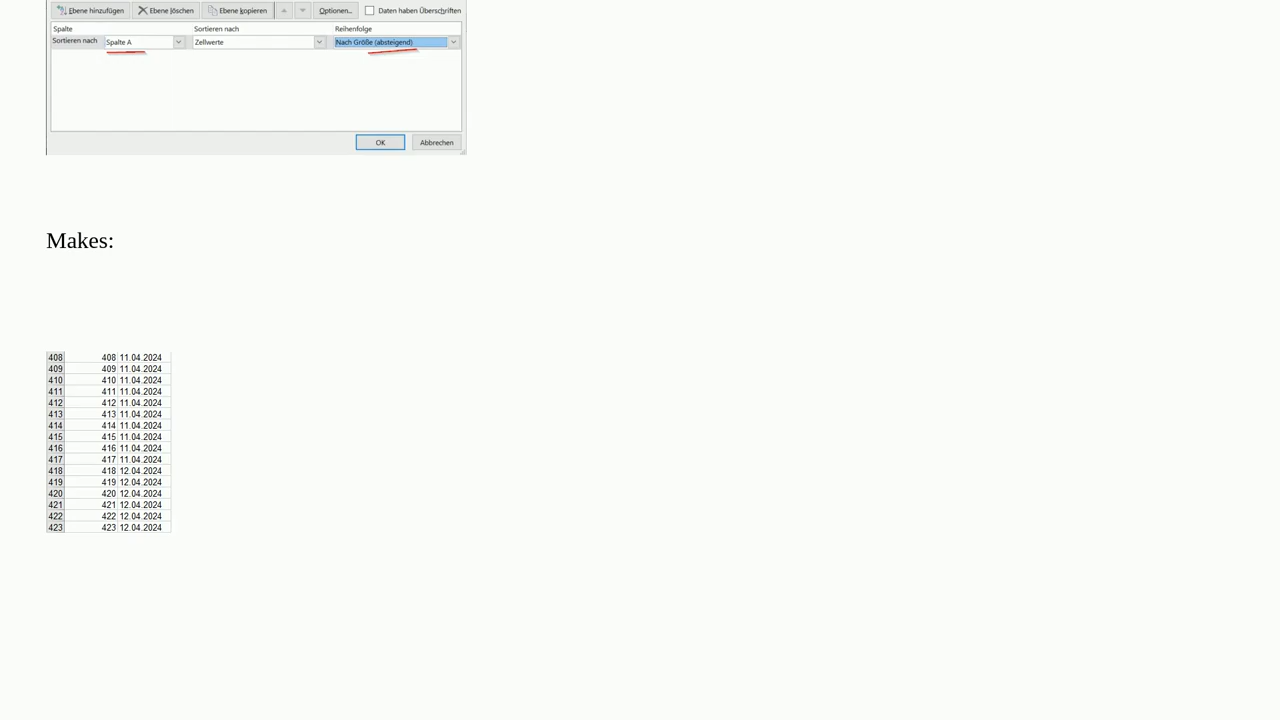 Ebene hinzufügen Ebene löschen Ebene kopieren Optionen... Daten haben Überschriften
Spalte Sortieren nach Reihenfolge
Sortieren nach Spalte A Zellwerte Nach Größe (absteigend)
OK Abbrechen
Makes:
408 408 11.04.2024
409 409 11.04.2024
410 410 11.04.2024
411 411 11.04.2024
412 412 11.04.2024
413 413 11.04.2024
414 414 11.04.2024
415 415 11.04.2024
416 416 11.04.2024
417 417 11.04.2024
418 418 12.04.2024
419 419 12.04.2024
420 420 12.04.2024
421 421 12.04.2024
422 422 12.04.2024
423 423 12.04.2024